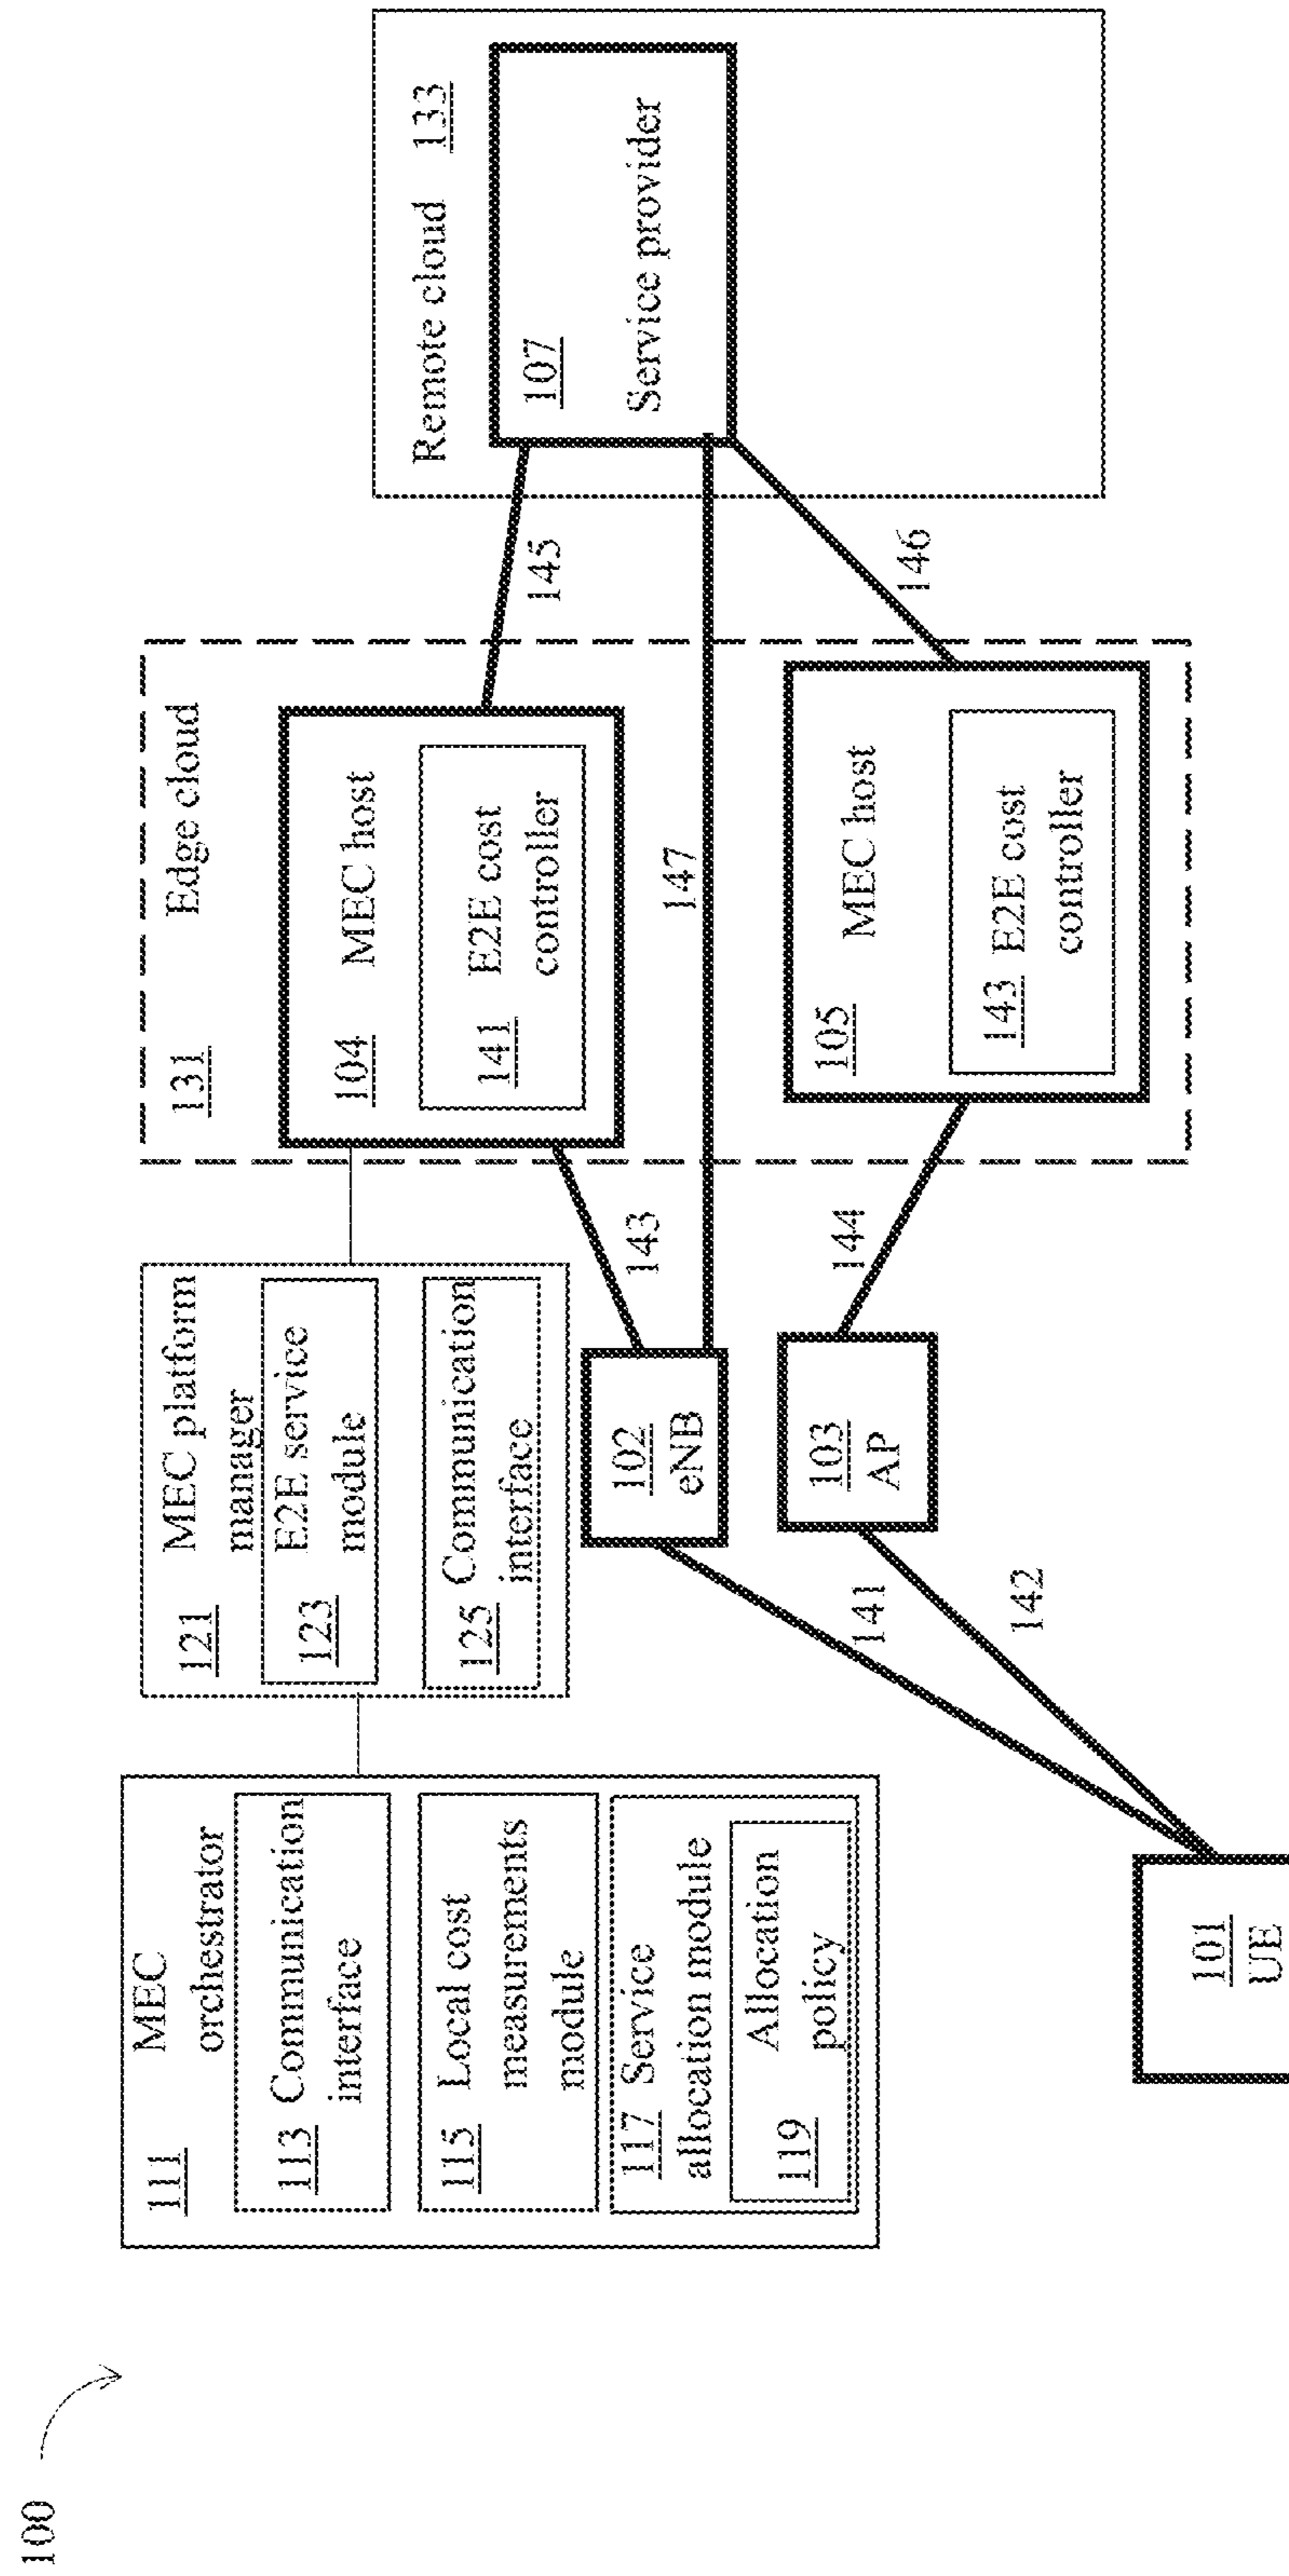 100
111 MEC
orchestrator
113 Communication
interface
115 Local cost
measurements
module
117 Service
allocation module
119 Allocation
policy
121 MEC platform
manager
123 E2E service
module
125 Communication
interface
131 Edge cloud
104 MEC host
141 E2E cost
controller
105 MEC host
143 E2E cost
controller
Remote cloud 133
107
Service provider
102
eNB
103
AP
101
UE
141
142
143
144
145
146
147